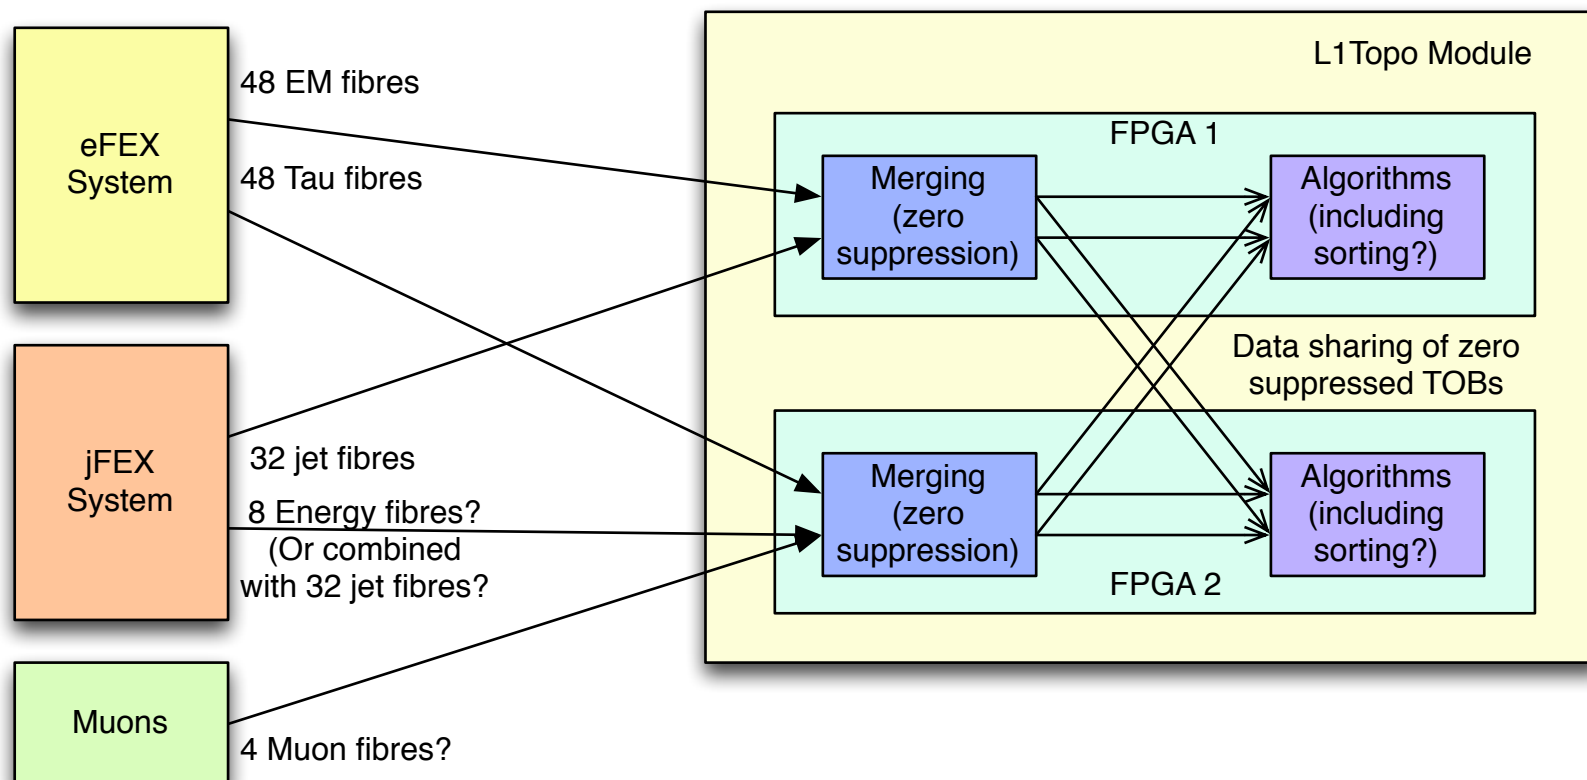 eFEX
System
48 EM fibres
48 Tau fibres
jFEX
System
32 jet fibres
8 Energy fibres?
(Or combined
with 32 jet fibres?
Muons
4 Muon fibres?
L1Topo Module
FPGA 1
Merging
(zero
suppression)
Algorithms
(including
sorting?)
Data sharing of zero
suppressed TOBs
Merging
(zero
suppression)
Algorithms
(including
sorting?)
FPGA 2